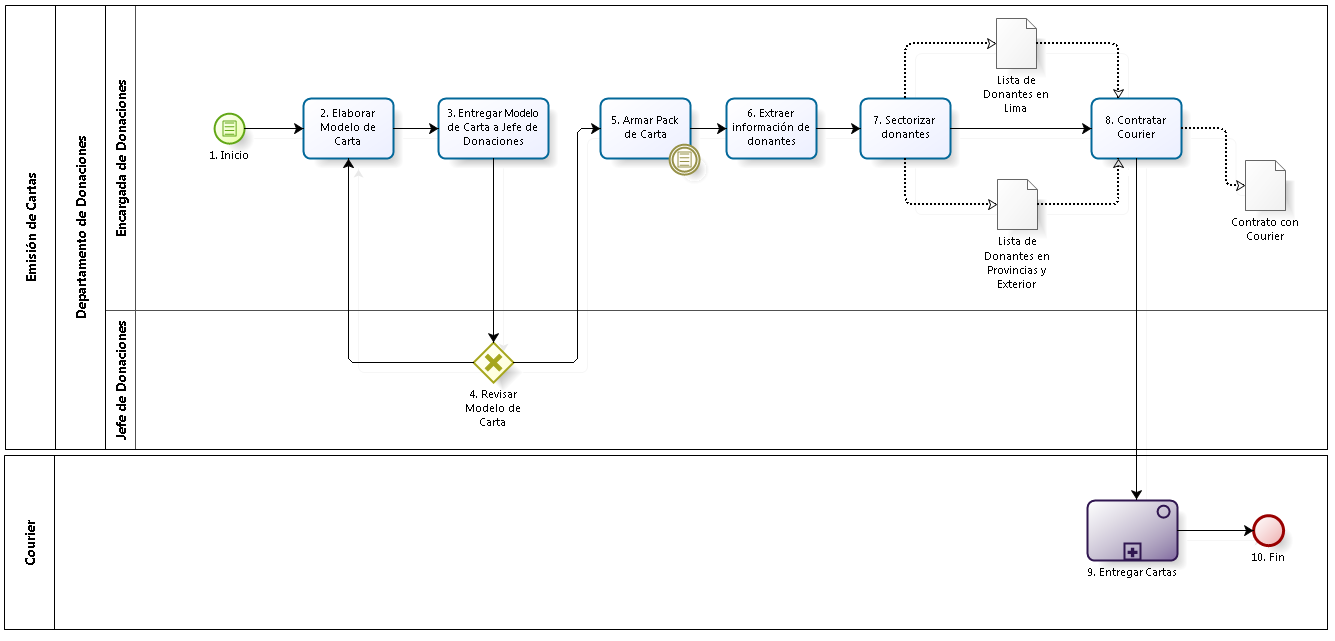 Emisión de Cartas
Departamento de Donaciones
Encargada de Donaciones
1. Inicio
2. Elaborar
Modelo de
Carta
3. Entregar Modelo
de Carta a Jefe de
Donaciones
5. Armar Pack
de Carta
6. Extraer
información de
donantes
7. Sectorizar
donantes
Lista de
Donantes en
Lima
Lista de
Donantes en
Provincias y
Exterior
8. Contratar
Courier
Contrato con
Courier
Jefe de Donaciones
4. Revisar
Modelo de
Carta
Courier
9. Entregar Cartas
10. Fin